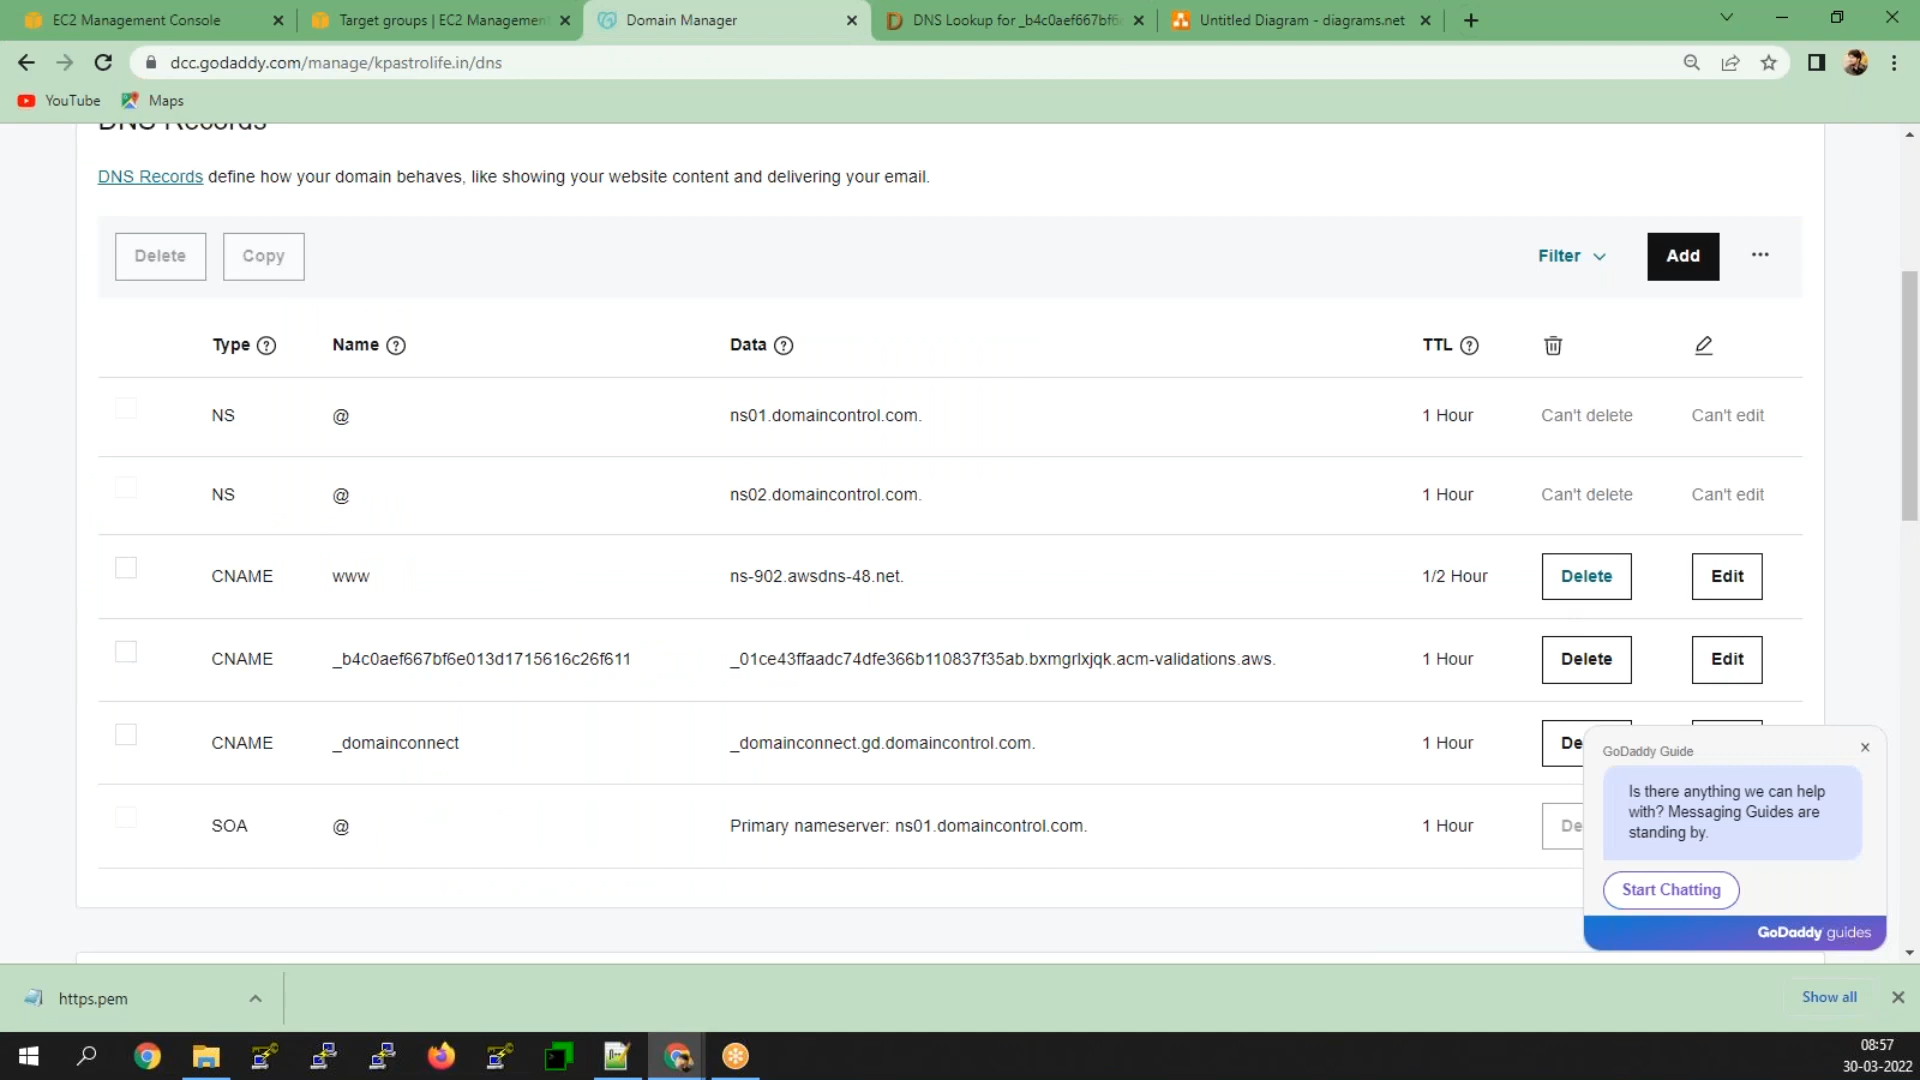 EC2 Management Console
Target groups | EC2 Management
Domain Manager
DNS Lookup for _b4c0aef667bf6
Untitled Diagram - diagrams.net
dcc.godaddy.com/manage/kpastrolife.in/dns
YouTube
Maps
DNS Records
DNS Records define how your domain behaves, like showing your website content and delivering your email.
Delete
Copy
Filter
Add
Type
Name
Data
TTL
NS @ ns01.domaincontrol.com. 1 Hour Can't delete Can't edit
NS @ ns02.domaincontrol.com. 1 Hour Can't delete Can't edit
CNAME www ns-902.awsdns-48.net. 1/2 Hour Delete Edit
CNAME _b4c0aef667bf6e013d1715616c26f611 _01ce43ffaadc74dfe366b110837f35ab.bxmgrlxjqk.acm-validations.aws. 1 Hour Delete Edit
CNAME _domainconnect _domainconnect.gd.domaincontrol.com. 1 Hour De
SOA @ Primary nameserver: ns01.domaincontrol.com. 1 Hour De
GoDaddy Guide
Is there anything we can help
with? Messaging Guides are
standing by.
Start Chatting
GoDaddy guides
https.pem
Show all
08:57
30-03-2022